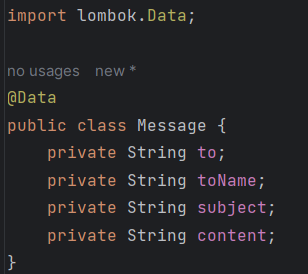 import lombok.Data;
no usages   new *
@Data
public class Message {
    private String to;
    private String toName;
    private String subject;
    private String content;
}